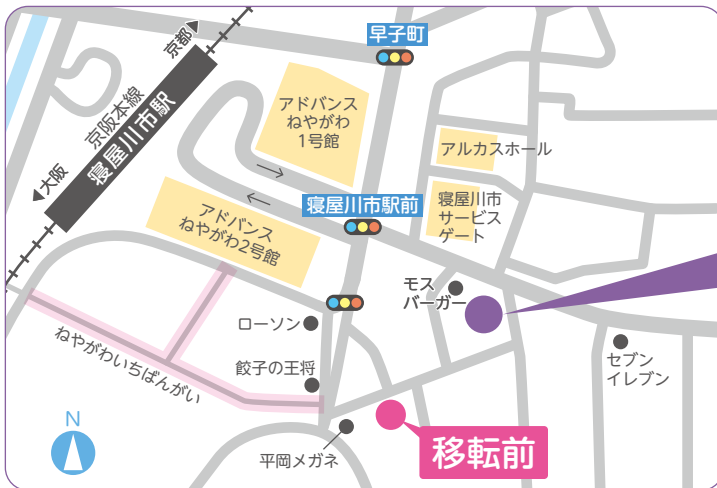 京都
早子町
京阪本線
寝屋川市駅
大阪
アドバンス
ねやがわ
1号館
アルカスホール
寝屋川市駅前
寝屋川市
サービス
ゲート
アドバンス
ねやがわ2号館
モス
バーガー
ローソン
セブン
イレブン
ねやがわいちばんがい
餃子の王将
N
平岡メガネ
移転前